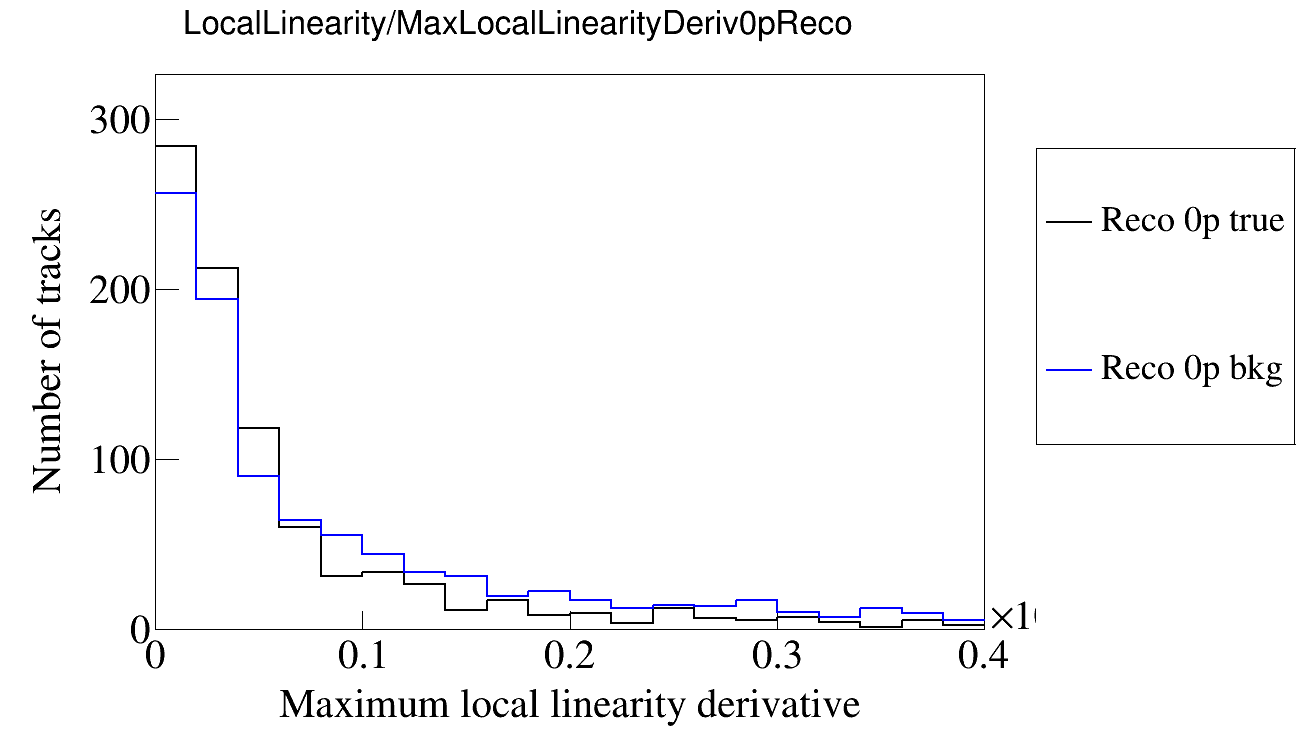 LocalLinearity/MaxLocalLinearityDeriv0pReco
300
200
100
0
Number of tracks
0 0.1 0.2 0.3 0.4
Maximum local linearity derivative
Reco 0p true
Reco 0p bkg